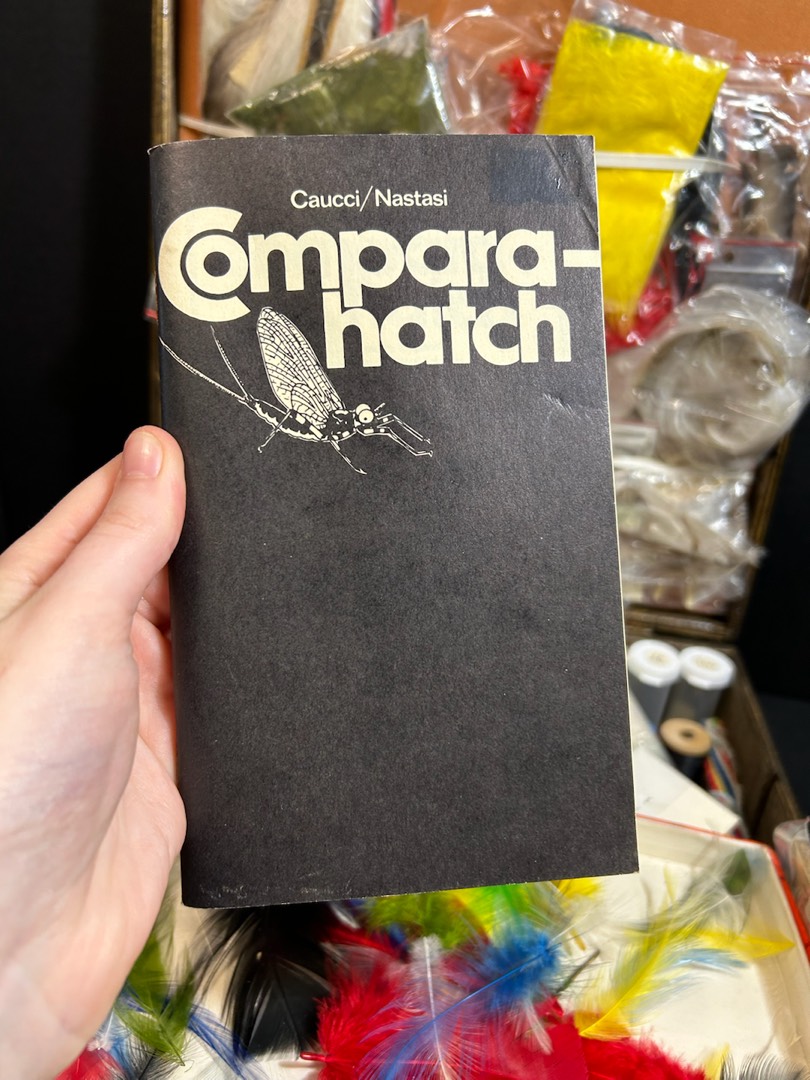 Caucci/Nastasi
Compara-
hatch